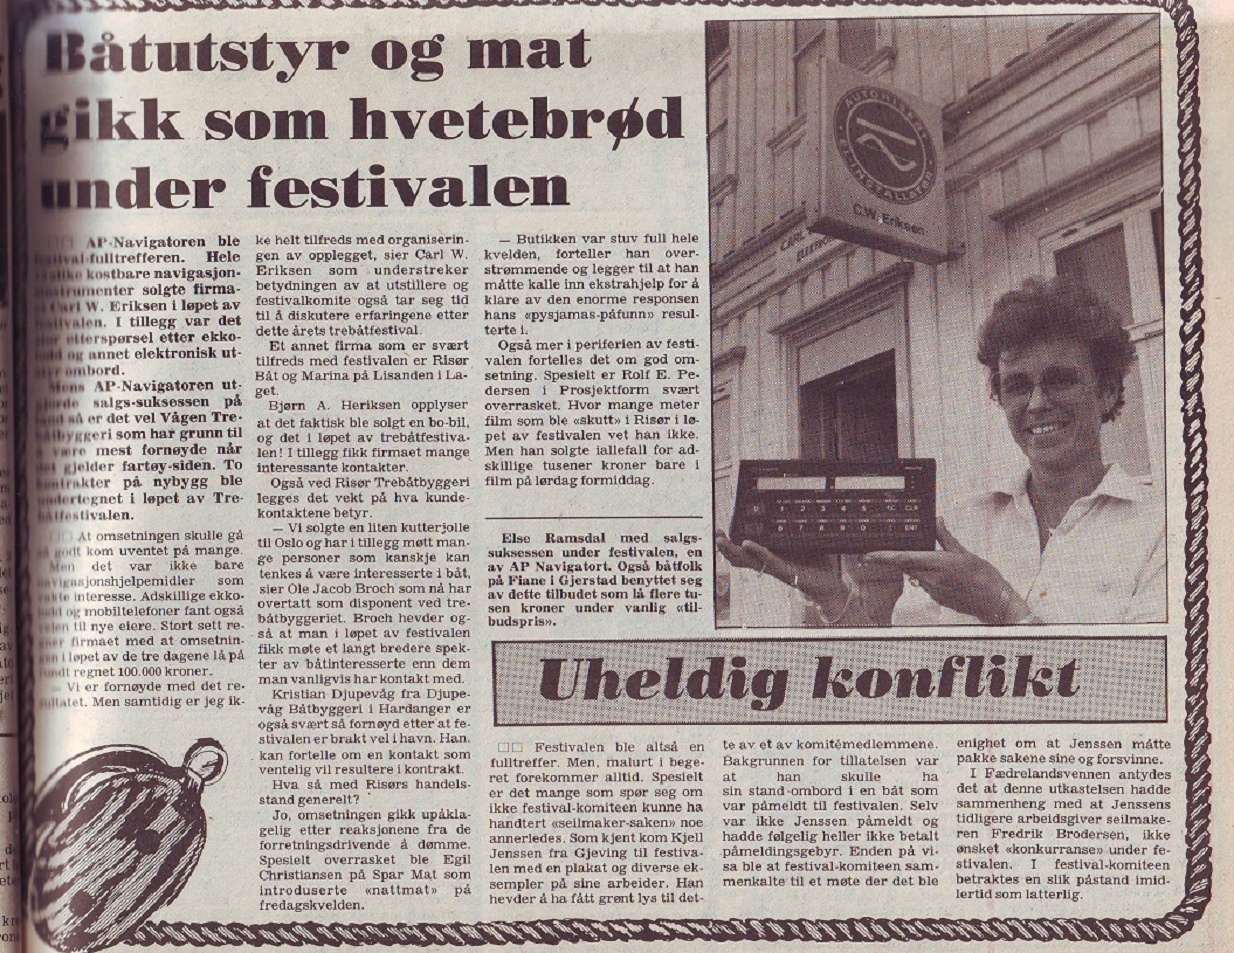 Båtutstyr og mat
gikk som hvetebrød
under festivalen
AP-Navigatoren ble
festival-fulltrefferen. Hele
kostbare navigasjon-
instrumenter solgte firma-
Carl W. Eriksen i løpet av
festivalen. I tillegg var det
etterspørsel etter ekko-
og annet elektronisk ut-
ombord.
Mens AP-Navigatoren ut-
gjorde salgs-suksessen på
så er det vel Vågen Tre-
båtbyggeri som har grunn til
være mest fornøyde når
det gjelder fartøy-siden. To
kontrakter på nybygg ble
undertegnet i løpet av Tre-
båtfestivalen.
□□ At omsetningen skulle gå
så godt kom uventet på mange.
Men det var ikke bare
navigasjonshjelpemidler som
vakte interesse. Adskillige ekko-
og mobiltelefoner fant også
veien til nye eiere. Stort sett re-
firmaet med at omsetnin-
i løpet av de tre dagene lå på
rundt regnet 100.000 kroner.
— Vi er fornøyde med det re-
sultatet. Men samtidig er jeg ik-
ke helt tilfreds med organiserin-
gen av opplegget, sier Carl W.
Eriksen som understreker
betydningen av at utstillere og
festivalkomite også tar seg tid
til å diskutere erfaringene etter
dette årets trebåtfestival.
Et annet firma som er svært
tilfreds med festivalen er Risør
Båt og Marina på Lisanden i La-
get.
Bjørn A. Heriksen opplyser
at det faktisk ble solgt en bo-bil,
og det i løpet av trebåtfestiva-
len! I tillegg fikk firmaet mange
interessante kontakter.
Også ved Risør Trebåtbyggeri
legges det vekt på hva kunde-
kontaktene betyr.
— Vi solgte en liten kutterjolle
til Oslo og har i tillegg møtt man-
ge personer som kanskje kan
tenkes å være interesserte i båt,
sier Ole Jacob Broch som nå har
overtatt som disponent ved tre-
båtbyggeriet. Broch hevder og-
så at man i løpet av festivalen
fikk møte et langt bredere spek-
ter av båtinteresserte enn dem
man vanligvis har kontakt med.
Kristian Djupevåg fra Djupe-
våg Båtbyggeri i Hardanger er
også svært så fornøyd etter at fe-
stivalen er brakt vel i havn. Han.
kan fortelle om en kontakt som
ventelig vil resultere i kontrakt.
Hva så med Risørs handels-
stand generelt?
Jo, omsetningen gikk upåkla-
gelig etter reaksjonene fra de
forretningsdrivende å dømme.
Spesielt overrasket ble Egil
Christiansen på Spar Mat som
introduserte «nattmat» på
fredagskvelden.
— Butikken var stuv full hele
kvelden, forteller han over-
strømmende og legger til at han
måtte kalle inn ekstrahjelp for å
klare av den enorme responsen
hans «pysjamas-påfunn» resul-
terte i.
Også mer i periferien av festi-
valen fortelles det om god om-
setning. Spesielt er Rolf E. Pe-
dersen i Prosjektform svært
overrasket. Hvor mange meter
film som ble «skutt» i Risør i lø-
pet av festivalen vet han ikke.
Men han solgte iallefall for ad-
skillige tusener kroner bare i
film på lørdag formiddag.
Else Ramsdal med salgs-
suksessen under festivalen, en
av AP Navigatort. Også båtfolk
på Fiane i Gjerstad benyttet seg
av dette tilbudet som lå flere tu-
sen kroner under vanlig «til-
budspris».
AUTORISERT
EL-INSTALLATØR
C.W. Eriksen
Uheldig konflikt
□□ Festivalen ble altså en
fulltreffer. Men, malurt i bege-
ret forekommer alltid. Spesielt
er det mange som spør seg om
ikke festival-komiteen kunne ha
handtert «seilmaker-saken» noe
annerledes. Som kjent kom Kjell
Jenssen fra Gjeving til festiva-
len med en plakat og diverse ek-
sempler på sine arbeider. Han
hevder å ha fått grønt lys til det-
te av et av komitémedlemmene.
Bakgrunnen for tillatelsen var
at han skulle ha
sin stand-ombord i en båt som
var påmeldt til festivalen. Selv
var ikke Jenssen påmeldt og
hadde følgelig heller ikke betalt
påmeldingsgebyr. Enden på vi-
sa ble at festival-komiteen sam-
menkalte til et møte der det ble
enighet om at Jenssen måtte
pakke sakene sine og forsvinne.
I Fædrelandsvennen antydes
det at denne utkastelsen hadde
sammenheng med at Jenssens
tidligere arbeidsgiver seilmake-
ren Fredrik Brodersen, ikke
ønsket «konkurranse» under fe-
stivalen. I festival-komiteen
betraktes en slik påstand imid-
lertid som latterlig.